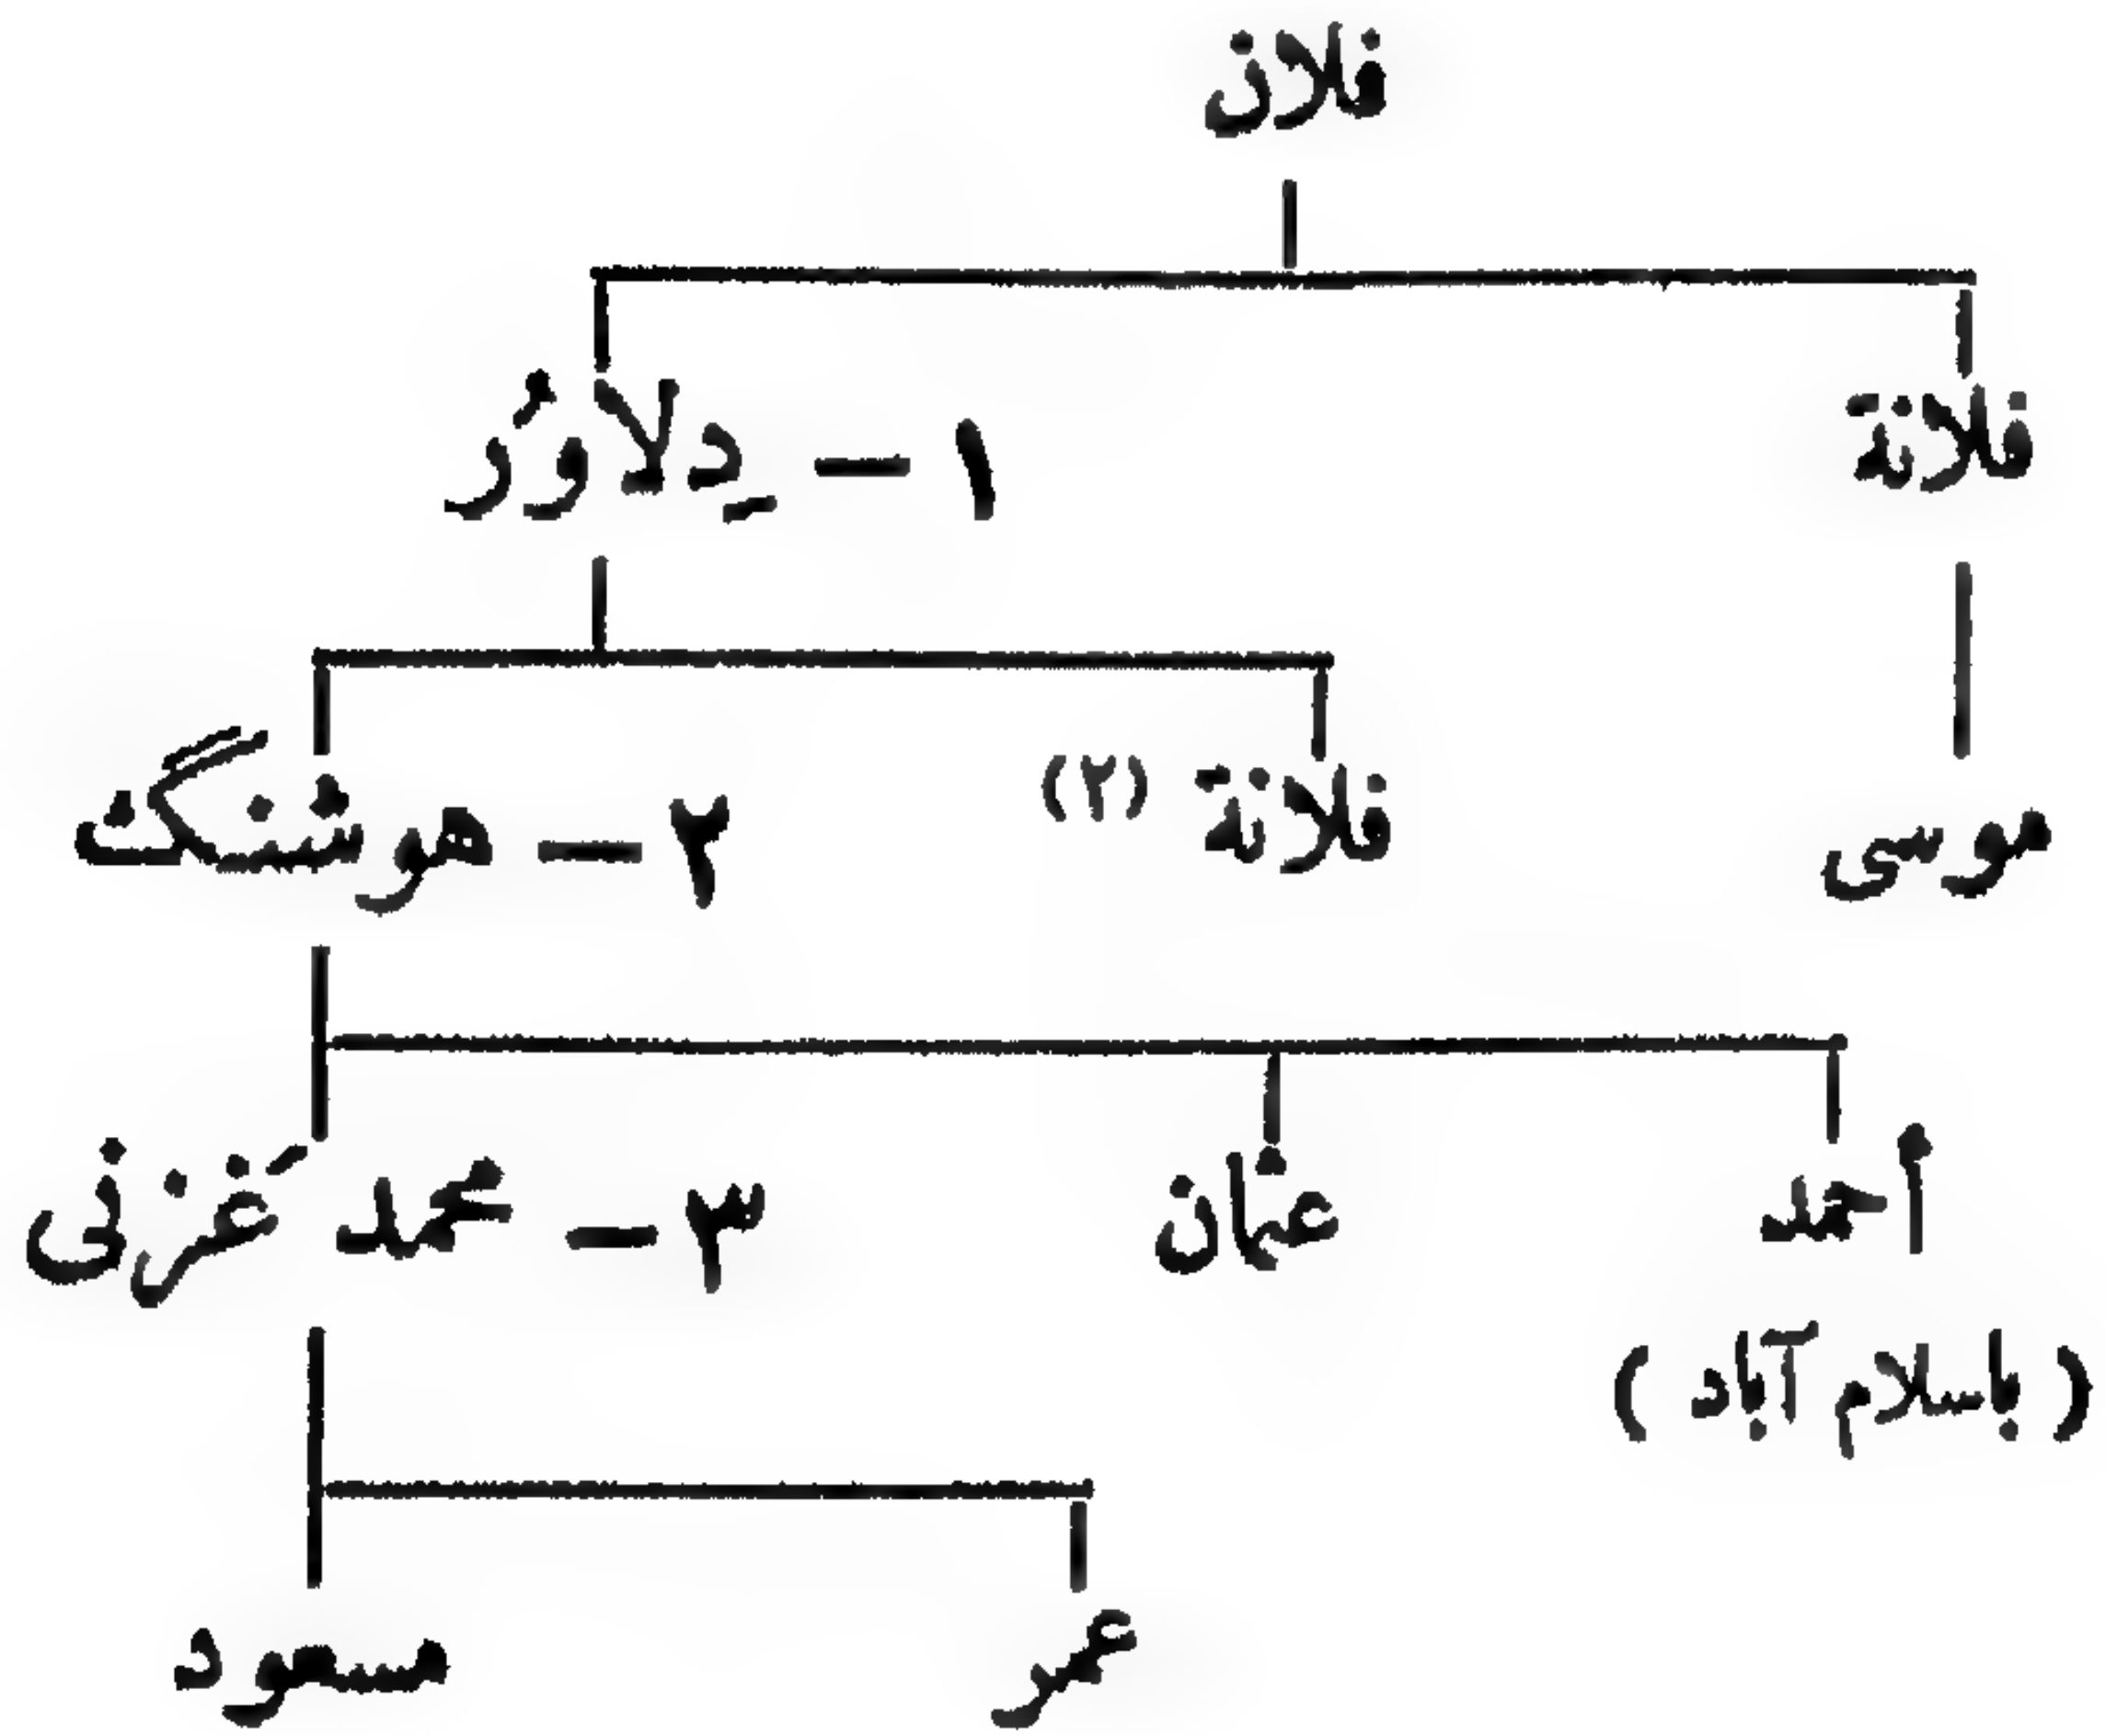 فلان
فلانة
١ — دِلاوَرْ
موسى
فلانة (٢)
٢ — هوشنگ
أحمد
عثمان
٣ — محمد غَزنى
( باسلام آباد )
عمر
مسعود